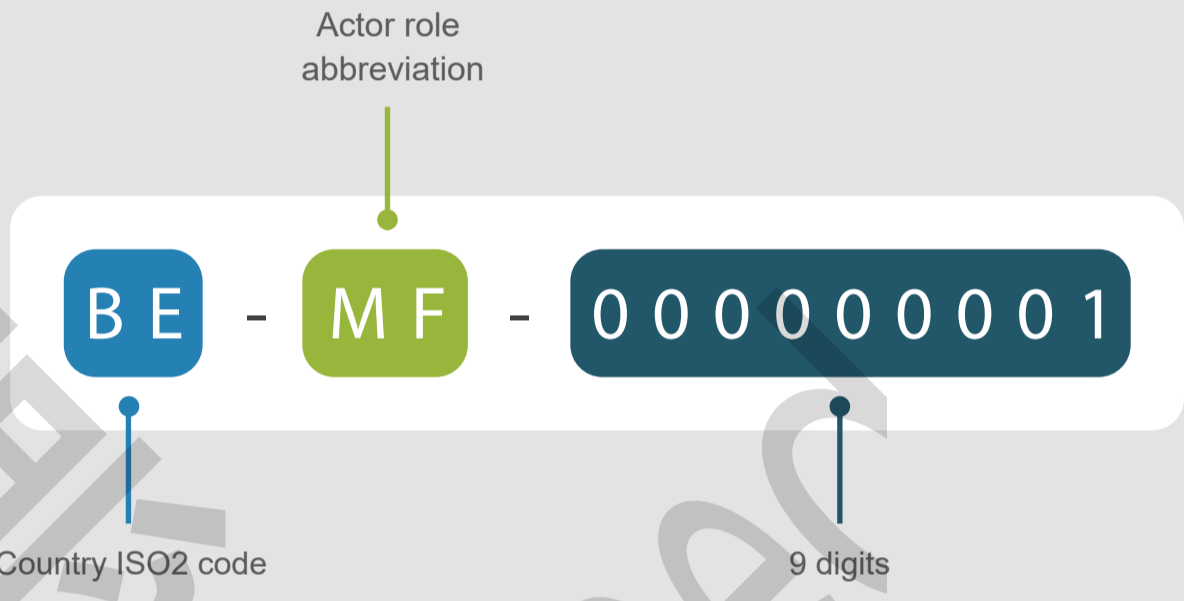 Actor role
abbreviation
B E - M F - 0 0 0 0 0 0 0 0 1
Country ISO2 code
9 digits